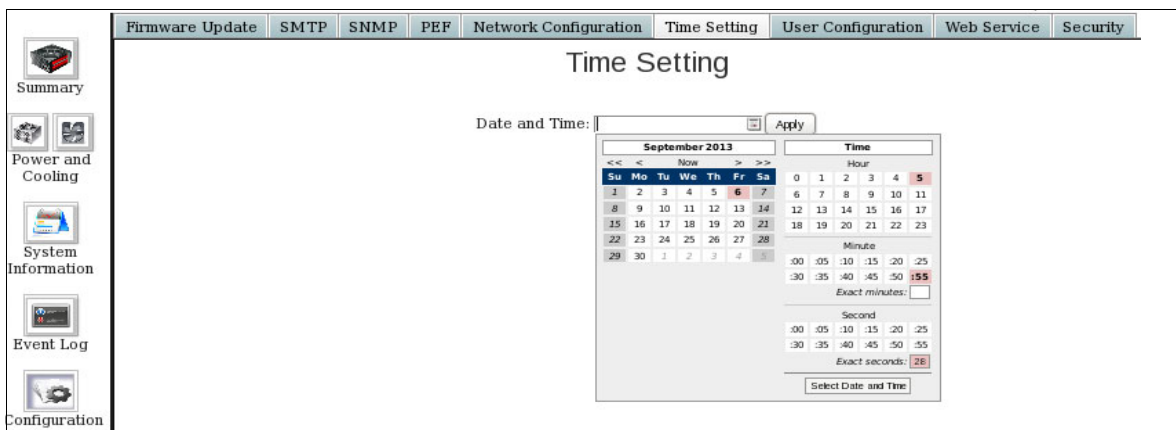 Firmware Update SMTP SNMP PEF Network Configuration Time Setting User Configuration Web Service Security
Summary
Power and
Cooling
System
Information
Event Log
Configuration
Time Setting
Date and Time: Apply
September 2013
<< < Now > >>
Su Mo Tu We Th Fr Sa
1 2 3 4 5 6 7
8 9 10 11 12 13 14
15 16 17 18 19 20 21
22 23 24 25 26 27 28
29 30 1 2 3 4 5
Time
Hour
0 1 2 3 4 5
6 7 8 9 10 11
12 13 14 15 16 17
18 19 20 21 22 23
Minute
:00 :05 :10 :15 :20 :25
:30 :35 :40 :45 :50 :55
Exact minutes:
Second
:00 :05 :10 :15 :20 :25
:30 :35 :40 :45 :50 :55
Exact seconds: 28
Select Date and Time